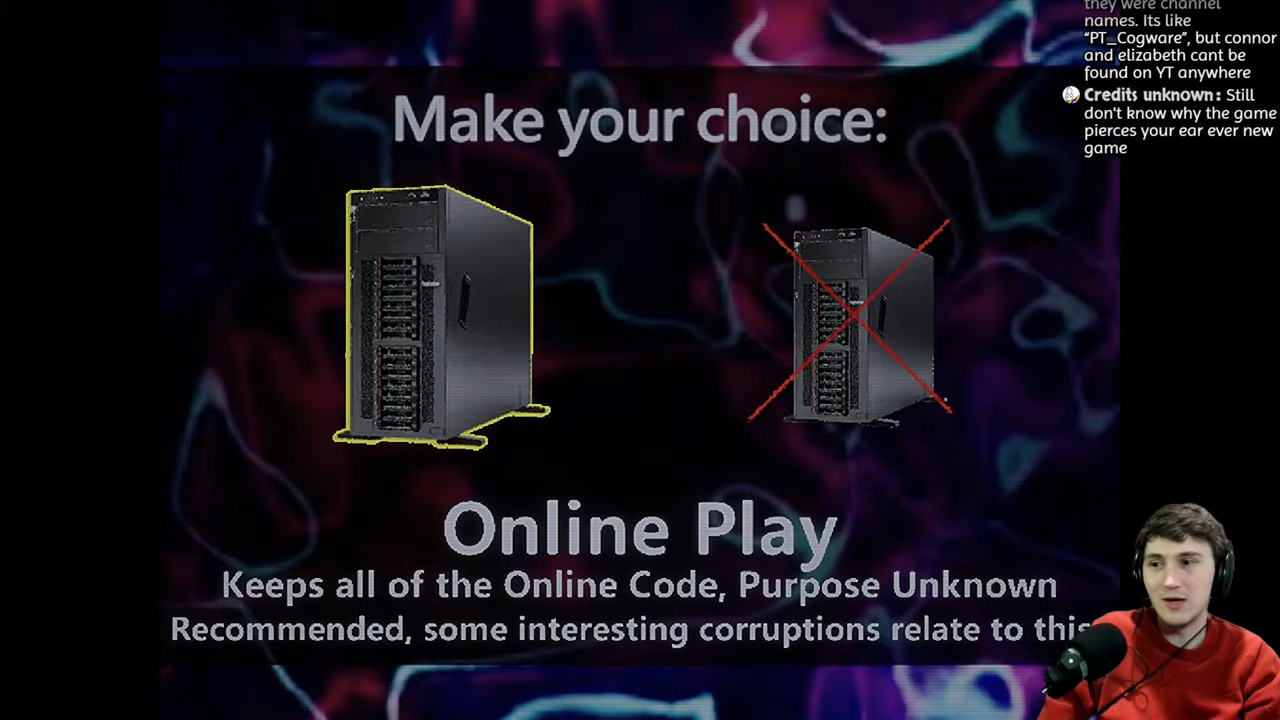 they were channel
names. Its like
"PT_Cogware", but connor
and elizabeth cant be
found on YT anywhere
Credits unknown: Still
don't know why the game
pierces your ear ever new
game
Make your choice:
Online Play
Keeps all of the Online Code, Purpose Unknown
Recommended, some interesting corruptions relate to this